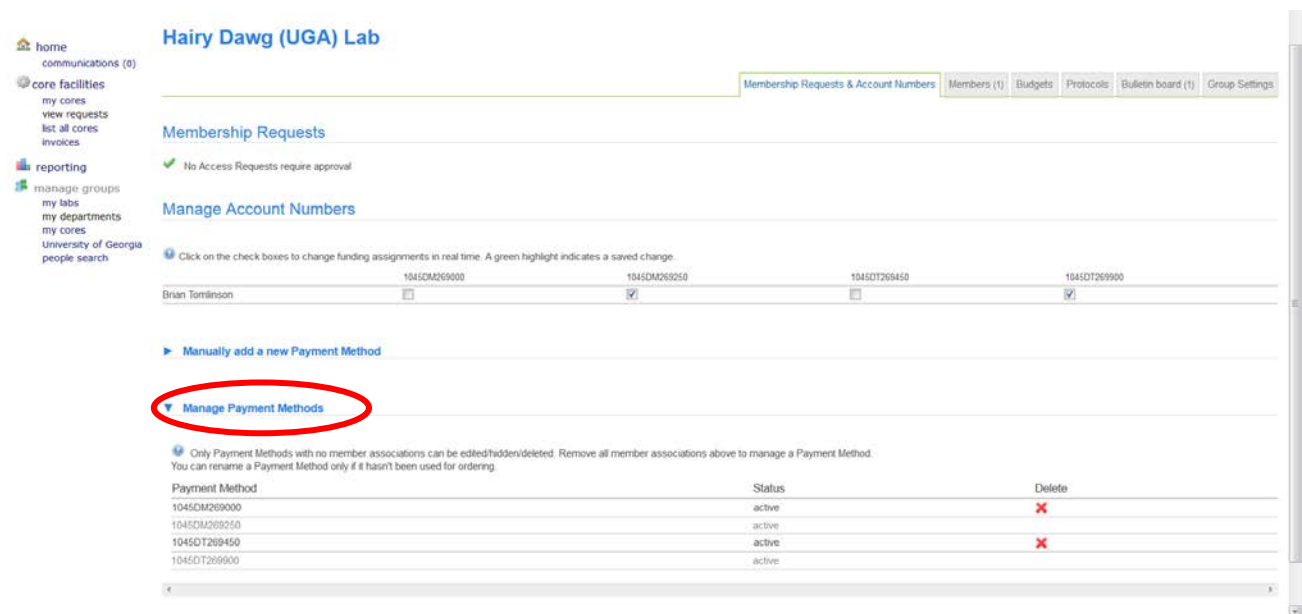 Hairy Dawg (UGA) Lab
home
communications (0)
core facilities
my cores
view requests
list all cores
invoices
reporting
manage groups
my labs
my departments
my cores
University of Georgia
people search
Membership Requests & Account Numbers Members (1) Budgets Protocols Bulletin board (1) Group Settings
Membership Requests
No Access Requests require approval
Manage Account Numbers
Click on the check boxes to change funding assignments in real time. A green highlight indicates a saved change.
1045DM269000 1045DM269250 1045DT269450 1045DT269900
Brian Tomlinson
Manually add a new Payment Method
Manage Payment Methods
Only Payment Methods with no member associations can be edited/hidden/deleted. Remove all member associations above to manage a Payment Method.
You can rename a Payment Method only if it hasn't been used for ordering.
Payment Method Status Delete
1045DM269000 active
1045DM269250 active
1045DT269450 active
1045DT269900 active